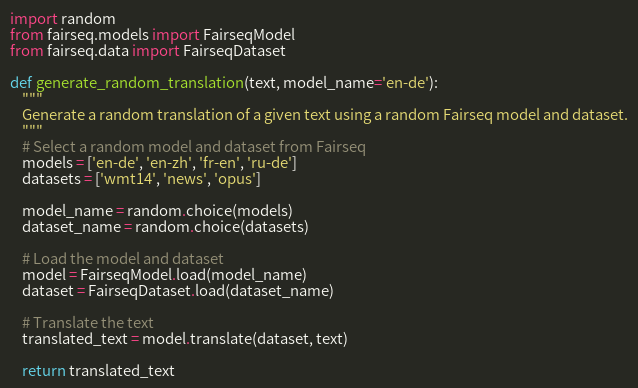 import random
from fairseq.models import FairseqModel
from fairseq.data import FairseqDataset

def generate_random_translation(text, model_name='en-de'):
    """
    Generate a random translation of a given text using a random Fairseq model and dataset.
    """
    # Select a random model and dataset from Fairseq
    models = ['en-de', 'en-zh', 'fr-en', 'ru-de']
    datasets = ['wmt14', 'news', 'opus']

    model_name = random.choice(models)
    dataset_name = random.choice(datasets)

    # Load the model and dataset
    model = FairseqModel.load(model_name)
    dataset = FairseqDataset.load(dataset_name)

    # Translate the text
    translated_text = model.translate(dataset, text)

    return translated_text